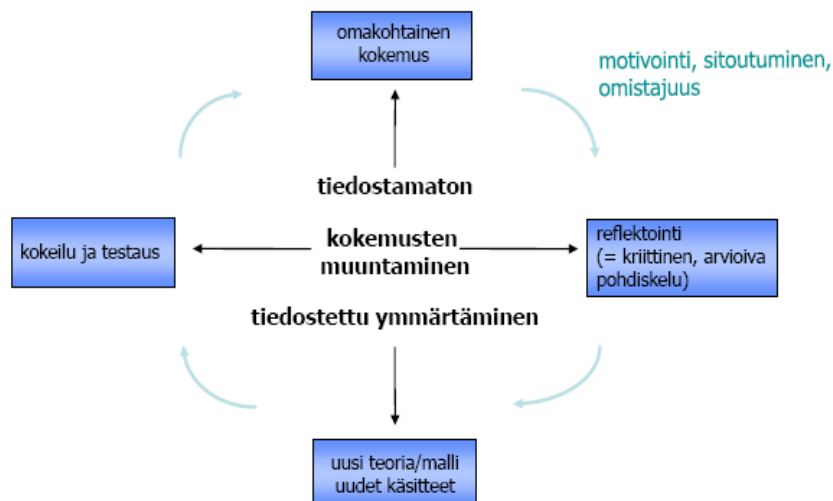 omakohtainen
kokemus
motivointi, sitoutuminen,
omistajuus
tiedostamaton
kokeilu ja testaus
kokemusten
muuntaminen
reflektointi
(= kriittinen, arvioiva
pohdiskelu)
tiedostettu ymmärtäminen
uusi teoria/malli
uudet käsitteet